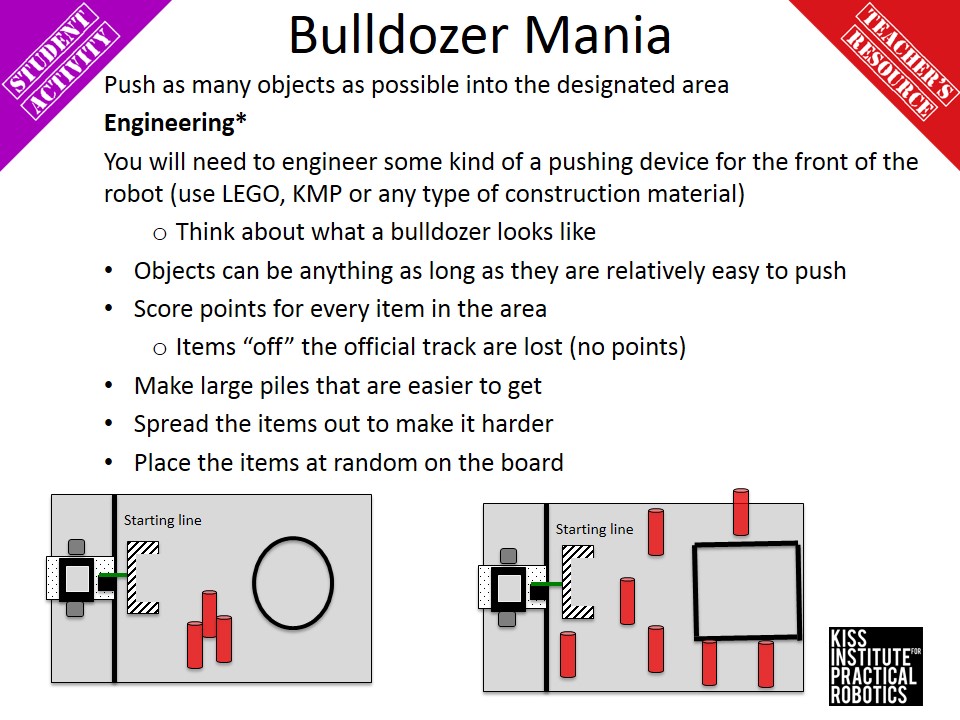 STUDENT
ACTIVITY
Bulldozer Mania
TEACHER'S
RESOURCE
Push as many objects as possible into the designated area
Engineering*
You will need to engineer some kind of a pushing device for the front of the
robot (use LEGO, KMP or any type of construction material)
o Think about what a bulldozer looks like
• Objects can be anything as long as they are relatively easy to push
• Score points for every item in the area
o Items “off” the official track are lost (no points)
• Make large piles that are easier to get
• Spread the items out to make it harder
• Place the items at random on the board
Starting line
Starting line
KISS
INSTITUTE FOR
PRACTICAL
ROBOTICS